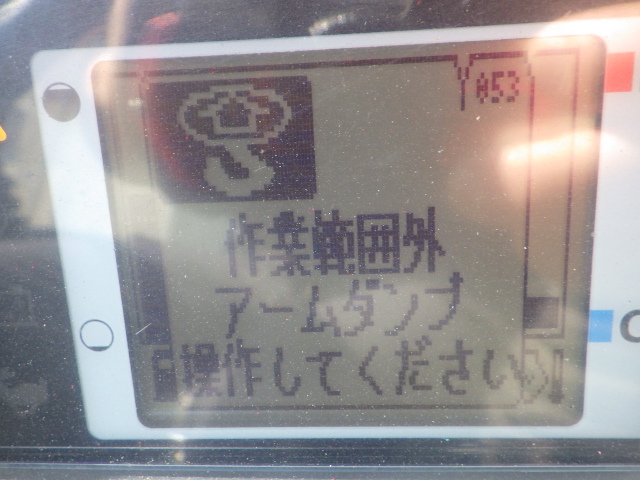 A53
作業範囲外
アームダンプ
操作してください